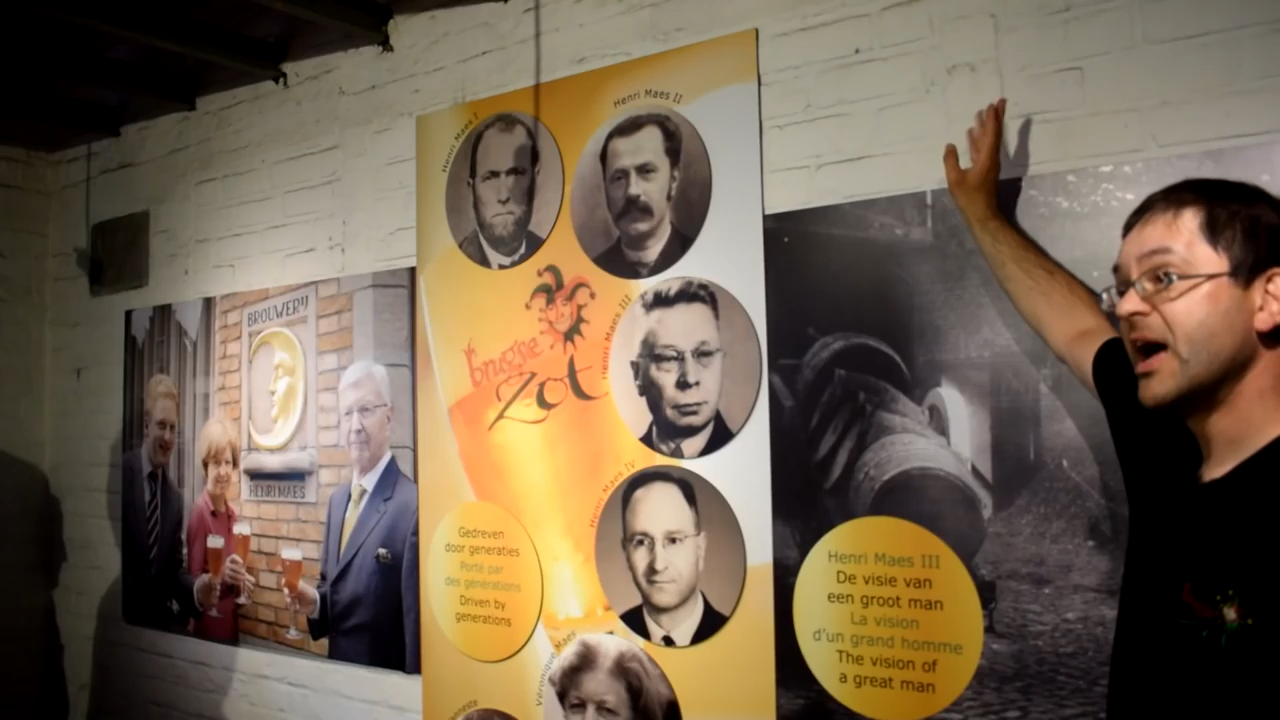 BROUWERIJ
HENRI MAES
Henri Maes I
Henri Maes II
brugse
Zot
Henri Maes III
Henri Maes IV
Gedreven
door generaties
Porté par
des générations
Driven by
generations
Véronique Maes
Henri Maes III
De visie van
een groot man
La vision
d'un grand homme
The vision of
a great man